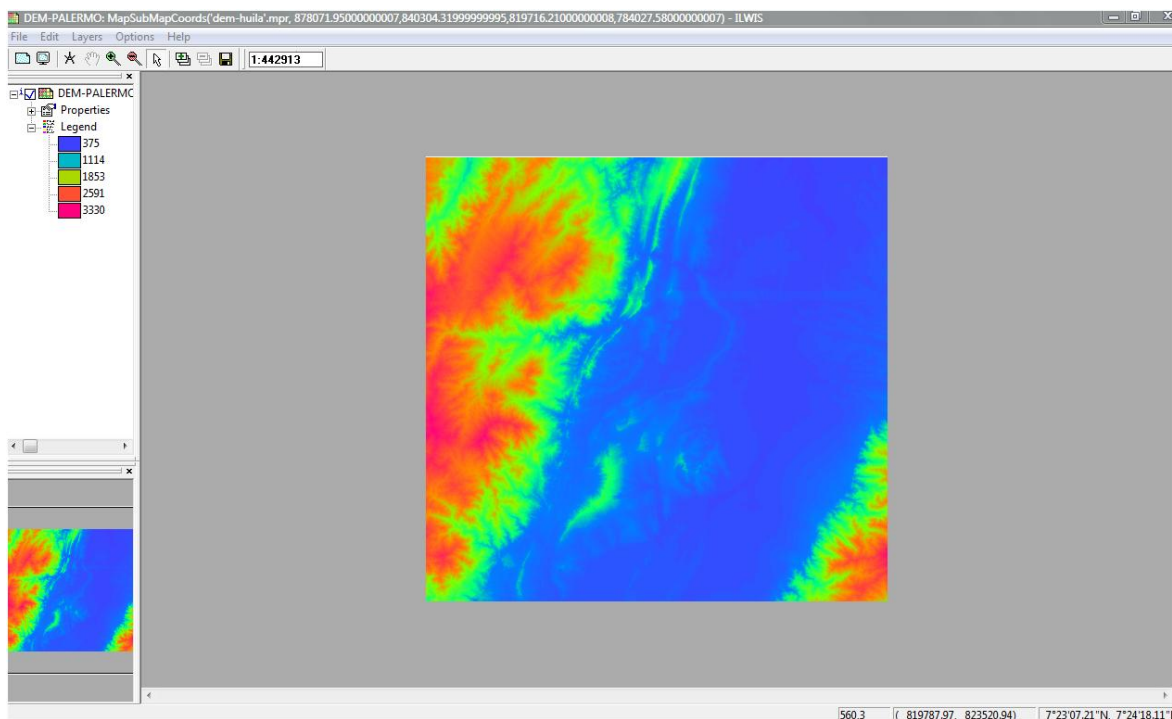 DEM-PALERMO: MapSubMapCoords('dem-huila'.mpr, 878071.95000000007,840304.31999999995,819716.21000000008,784027.58000000007) - ILWIS
File Edit Layers Options Help
1:442913
DEM-PALERMC
Properties
Legend
375
1114
1853
2591
3330
560.3 ( 819787.97, 823520.94) 7°23'07.21"N, 7°24'18.11"